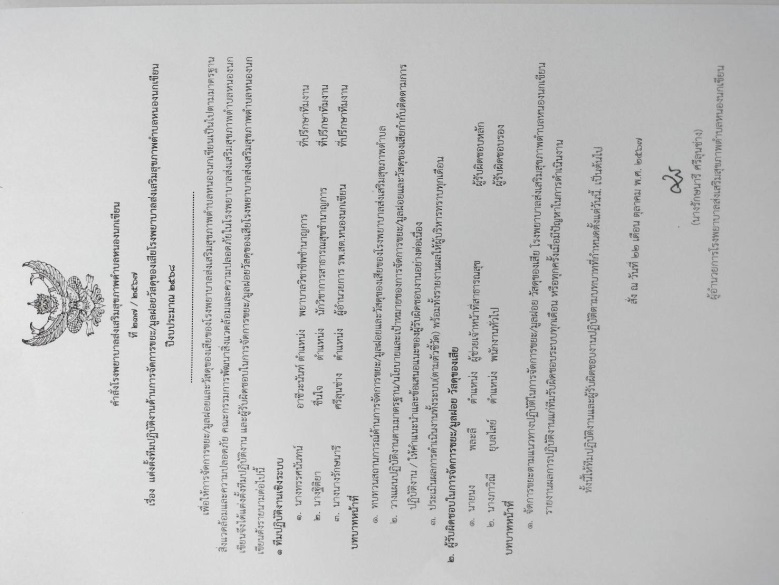 คำสั่งโรงพยาบาลส่งเสริมสุขภาพตำบลหนองนกเขียน
ที่ ๒๗๗ / ๒๕๖๗
เรื่อง แต่งตั้งทีมปฏิบัติงานด้านการจัดการขยะ/มูลฝอยวัสดุของเสียโรงพยาบาลส่งเสริมสุขภาพตำบลหนองนกเขียน
ปีงบประมาณ ๒๕๖๘
เพื่อให้การจัดการขยะ/มูลฝอยและวัสดุของเสียของโรงพยาบาลส่งเสริมสุขภาพตำบลหนองนกเขียนเป็นไปตามมาตรฐาน
สิ่งแวดล้อมและความปลอดภัย คณะกรรมการพัฒนาสิ่งแวดล้อมและความปลอดภัยในโรงพยาบาลส่งเสริมสุขภาพตำบลหนองนก
เขียนจึงได้แต่งตั้งทีมปฏิบัติงาน และผู้รับผิดชอบในการจัดการขยะ/มูลฝอยวัสดุของเสียโรงพยาบาลส่งเสริมสุขภาพตำบลหนองนก
เขียนดังรายนามต่อไปนี้
๑ ทีมปฏิบัติงานเชิงระบบ
๑. ตำแหน่ง พยาบาลวิชาชีพชำนาญการ ที่ปรึกษาทีมงาน
๒. ตำแหน่ง นักวิชาการสาธารณสุขชำนาญการ ที่ปรึกษาทีมงาน
๓. ศรีสุนช่าง ตำแหน่ง ผู้อำนวยการ รพ.สต.หนองนกเขียน ที่ปรึกษาทีมงาน
บทบาทหน้าที่
๑. ทบทวนสถานการณ์ด้านการจัดการขยะ/มูลฝอยและวัสดุของเสียของโรงพยาบาลส่งเสริมสุขภาพตำบล
๒. วางแผนปฏิบัติงานตามมาตรฐาน/นโยบายและเป้าหมายของการจัดการขยะ/มูลฝอยและวัสดุของเสียกำกับติดตามการ
ปฏิบัติงาน / ให้คำแนะนำและข้อเสนอแนะของผู้รับผิดชอบงานอย่างต่อเนื่อง
๓. ประเมินผลการดำเนินงานทั้งระบบ(ตามตัวชี้วัด) พร้อมทั้งรายงานผลให้ผู้บริหารทราบทุกเดือน
๒. ผู้รับผิดชอบในการจัดการขยะ/มูลฝอย วัสดุของเสีย
๑. ตำแหน่ง ผู้ช่วยเจ้าหน้าที่สาธารณสุข ผู้รับผิดชอบหลัก
๒. ตำแหน่ง พนักงานทั่วไป ผู้รับผิดชอบรอง
บทบาทหน้าที่
๑. จัดการขยะตามแนวทางปฏิบัติในการจัดการขยะ/มูลฝอย วัสดุของเสีย โรงพยาบาลส่งเสริมสุขภาพตำบลหนองนกเขียน
รายงานผลการปฏิบัติงานแก่ทีมรับผิดชอบระบบทุกเดือน หรือทุกครั้งเมื่อมีปัญหาในการดำเนินงาน
ทั้งนี้ให้ทีมปฏิบัติงานและผู้รับผิดชอบงานปฏิบัติตามบทบาทที่กำหนดตั้งแต่วันนี้ เป็นต้นไป
สั่ง ณ วันที่ ๒๒ เดือน ตุลาคม พ.ศ. ๒๕๖๗
(นางรักษนารี ศรีสุนช่าง)
ผู้อำนวยการโรงพยาบาลส่งเสริมสุขภาพตำบลหนองนกเขียน